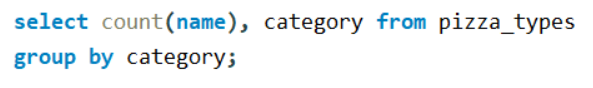 select count(name), category from pizza_types
group by category;